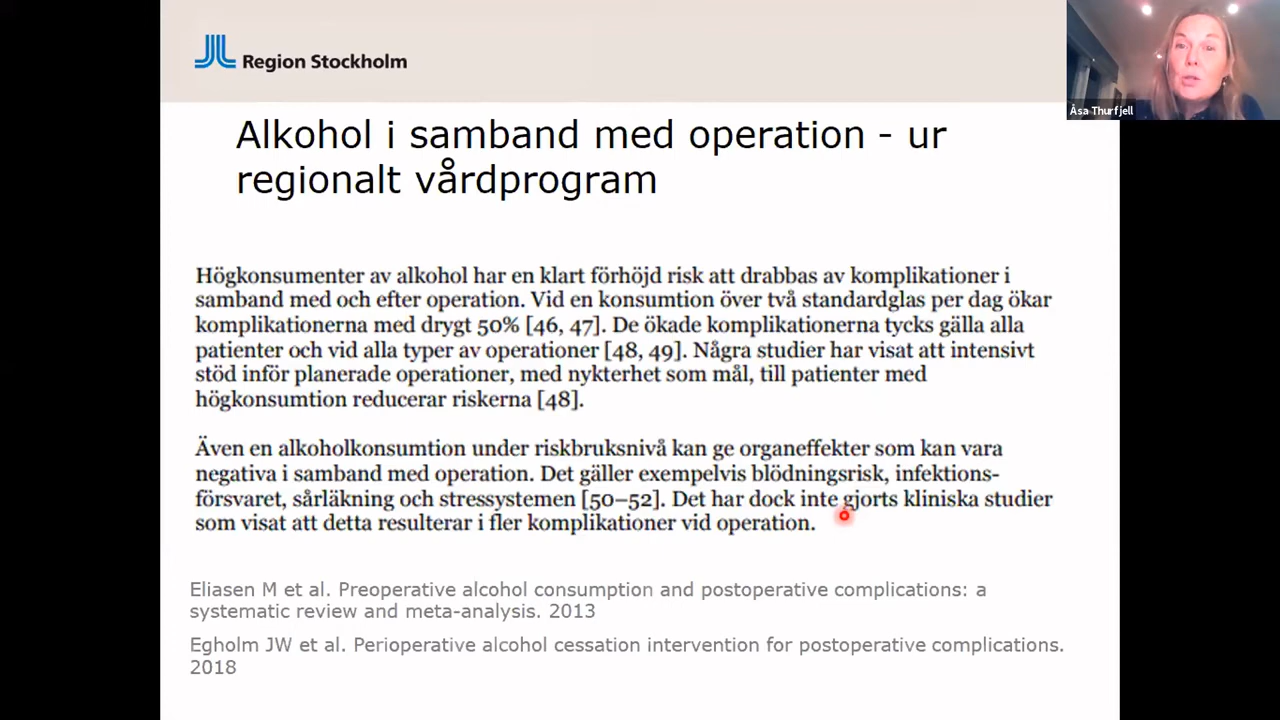 Region Stockholm
Åsa Thurfjell
Alkohol i samband med operation - ur
regionalt vårdprogram
Högkonsumenter av alkohol har en klart förhöjd risk att drabbas av komplikationer i
samband med och efter operation. Vid en konsumtion över två standardglas per dag ökar
komplikationerna med drygt 50% [46, 47]. De ökade komplikationerna tycks gälla alla
patienter och vid alla typer av operationer [48, 49]. Några studier har visat att intensivt
stöd inför planerade operationer, med nykterhet som mål, till patienter med
högkonsumtion reducerar riskerna [48].
Även en alkoholkonsumtion under riskbruksnivå kan ge organeffekter som kan vara
negativa i samband med operation. Det gäller exempelvis blödningsrisk, infektions-
försvaret, sårläkning och stressystemen [50–52]. Det har dock inte gjorts kliniska studier
som visat att detta resulterar i fler komplikationer vid operation.
Eliasen M et al. Preoperative alcohol consumption and postoperative complications: a
systematic review and meta-analysis. 2013
Egholm JW et al. Perioperative alcohol cessation intervention for postoperative complications.
2018